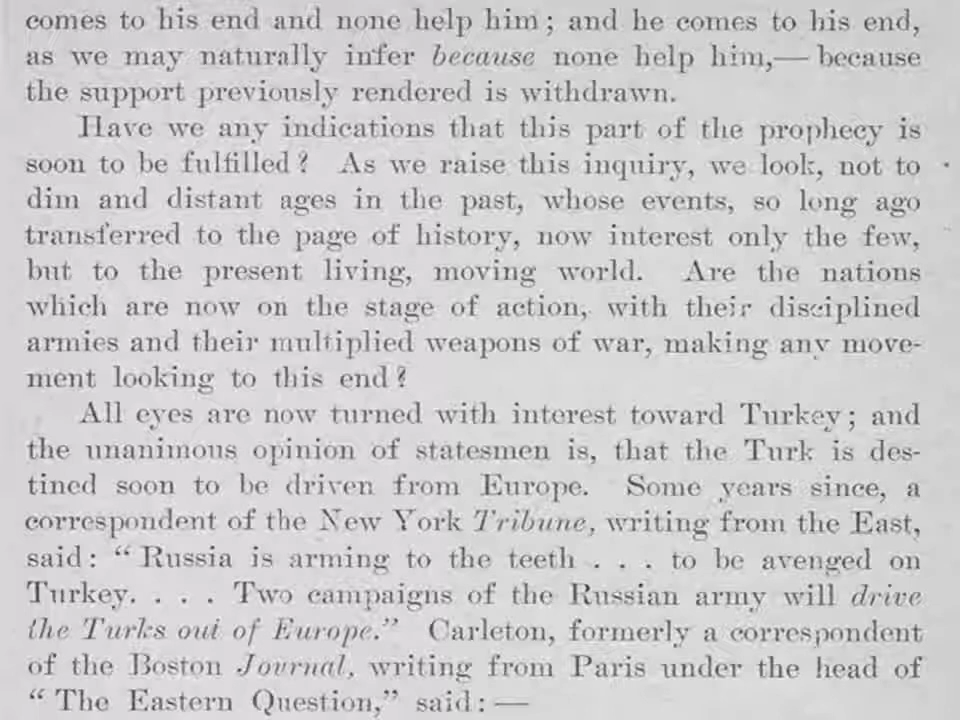 comes to his end and none help him; and he comes to his end,
as we may naturally infer because none help him,— because
the support previously rendered is withdrawn.
Have we any indications that this part of the prophecy is
soon to be fulfilled? As we raise this inquiry, we look, not to
dim and distant ages in the past, whose events, so long ago
transferred to the page of history, now interest only the few,
but to the present living, moving world. Are the nations
which are now on the stage of action, with their disciplined
armies and their multiplied weapons of war, making any move-
ment looking to this end?
All eyes are now turned with interest toward Turkey; and
the unanimous opinion of statesmen is, that the Turk is des-
tined soon to be driven from Europe. Some years since, a
correspondent of the New York Tribune, writing from the East,
said: “Russia is arming to the teeth . . . to be avenged on
Turkey. . . . Two campaigns of the Russian army will drive
the Turks out of Europe.” Carleton, formerly a correspondent
of the Boston Journal, writing from Paris under the head of
“The Eastern Question,” said: —